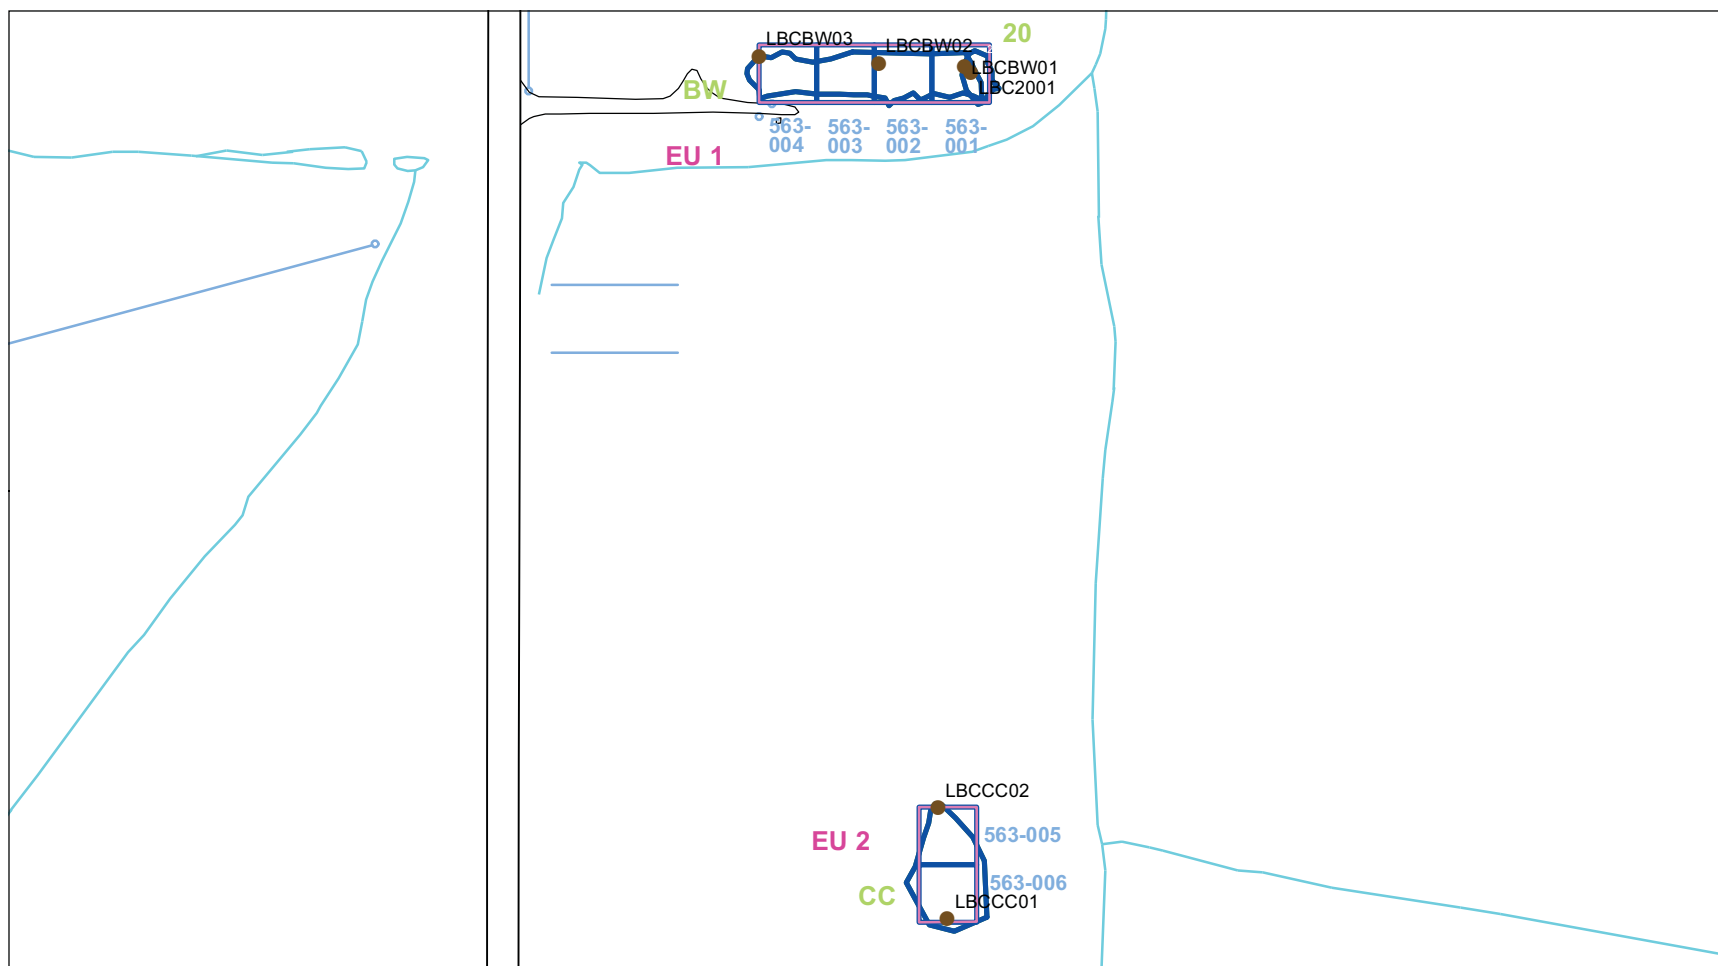 20
LBCBW03
LBCBW02
LBCBW01
LBC2001
BW
563-
004
563-
003
563-
002
563-
001
EU 1
LBCCC02
563-005
EU 2
563-006
CC
LBCCC01